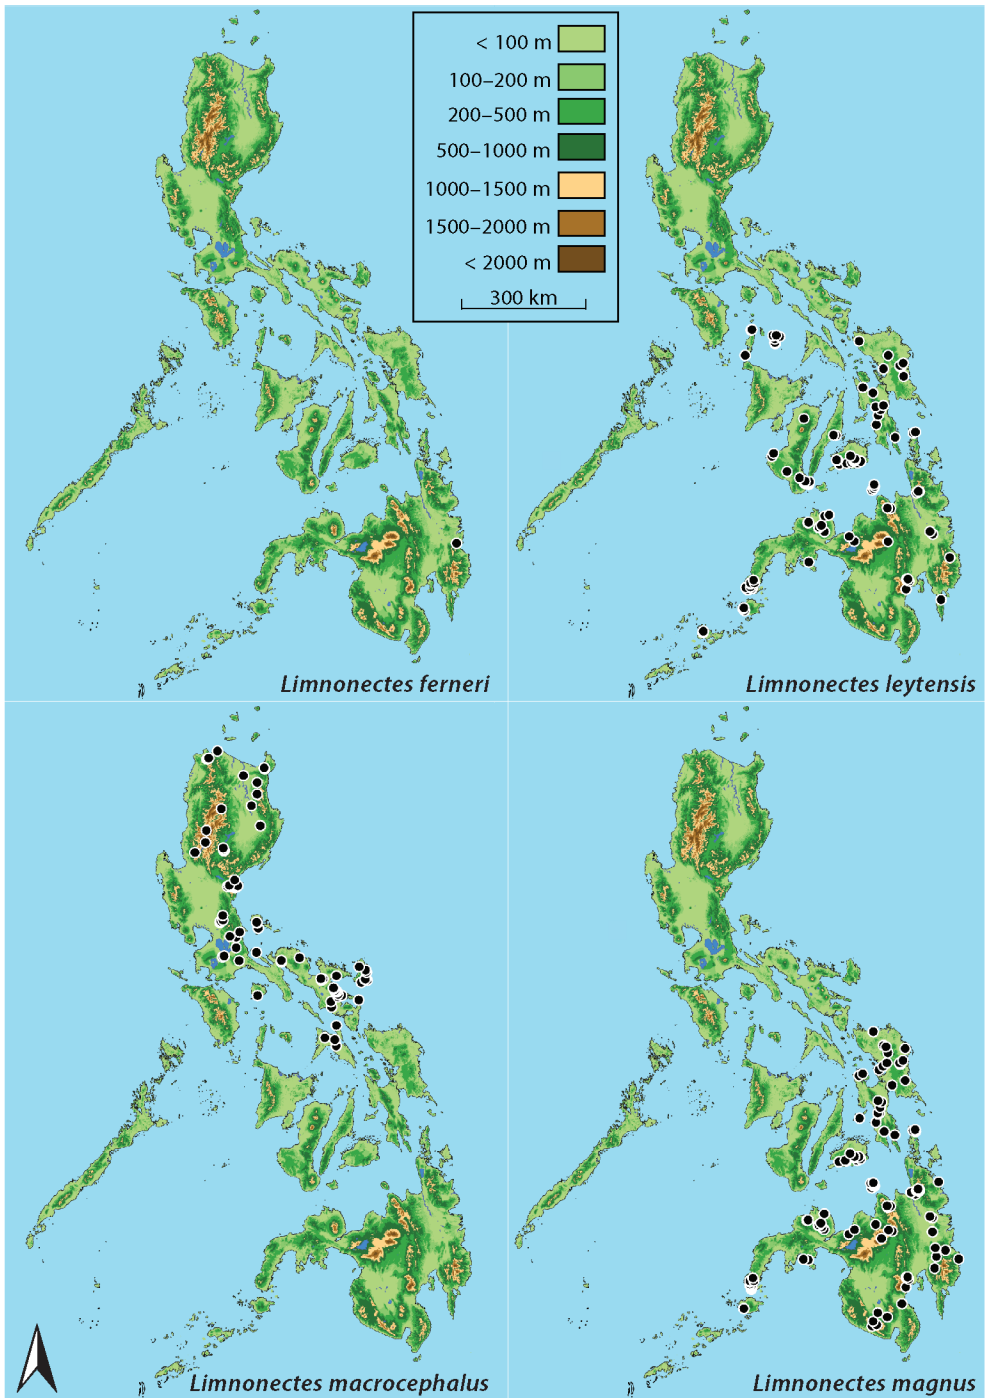 < 100 m
100–200 m
200–500 m
500–1000 m
1000–1500 m
1500–2000 m
< 2000 m
300 km
Limnonectes ferneri
Limnonectes leytensis
Limnonectes macrocephalus
Limnonectes magnus